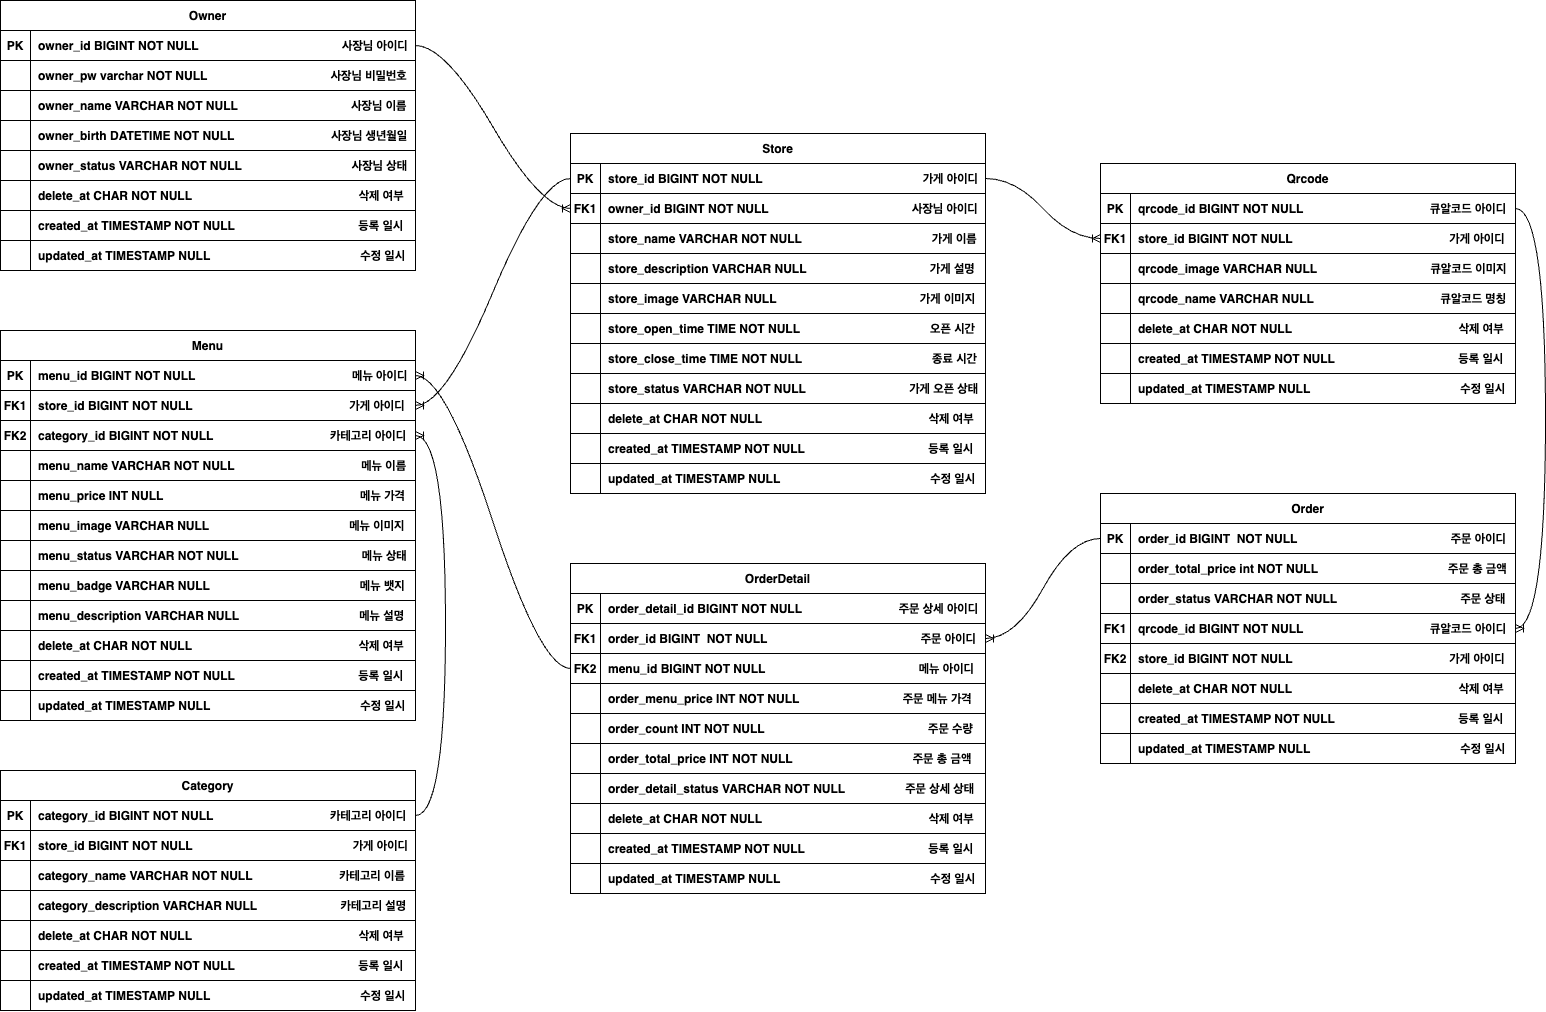 Owner
PK owner_id BIGINT NOT NULL 사장님 아이디
owner_pw varchar NOT NULL 사장님 비밀번호
owner_name VARCHAR NOT NULL 사장님 이름
owner_birth DATETIME NOT NULL 사장님 생년월일
owner_status VARCHAR NOT NULL 사장님 상태
delete_at CHAR NOT NULL 삭제 여부
created_at TIMESTAMP NOT NULL 등록 일시
updated_at TIMESTAMP NULL 수정 일시
Menu
PK menu_id BIGINT NOT NULL 메뉴 아이디
FK1 store_id BIGINT NOT NULL 가게 아이디
FK2 category_id BIGINT NOT NULL 카테고리 아이디
menu_name VARCHAR NOT NULL 메뉴 이름
menu_price INT NULL 메뉴 가격
menu_image VARCHAR NULL 메뉴 이미지
menu_status VARCHAR NOT NULL 메뉴 상태
menu_badge VARCHAR NULL 메뉴 뱃지
menu_description VARCHAR NULL 메뉴 설명
delete_at CHAR NOT NULL 삭제 여부
created_at TIMESTAMP NOT NULL 등록 일시
updated_at TIMESTAMP NULL 수정 일시
Category
PK category_id BIGINT NOT NULL 카테고리 아이디
FK1 store_id BIGINT NOT NULL 가게 아이디
category_name VARCHAR NOT NULL 카테고리 이름
category_description VARCHAR NULL 카테고리 설명
delete_at CHAR NOT NULL 삭제 여부
created_at TIMESTAMP NOT NULL 등록 일시
updated_at TIMESTAMP NULL 수정 일시
Store
PK store_id BIGINT NOT NULL 가게 아이디
FK1 owner_id BIGINT NOT NULL 사장님 아이디
store_name VARCHAR NOT NULL 가게 이름
store_description VARCHAR NULL 가게 설명
store_image VARCHAR NULL 가게 이미지
store_open_time TIME NOT NULL 오픈 시간
store_close_time TIME NOT NULL 종료 시간
store_status VARCHAR NOT NULL 가게 오픈 상태
delete_at CHAR NOT NULL 삭제 여부
created_at TIMESTAMP NOT NULL 등록 일시
updated_at TIMESTAMP NULL 수정 일시
OrderDetail
PK order_detail_id BIGINT NOT NULL 주문 상세 아이디
FK1 order_id BIGINT NOT NULL 주문 아이디
FK2 menu_id BIGINT NOT NULL 메뉴 아이디
order_menu_price INT NOT NULL 주문 메뉴 가격
order_count INT NOT NULL 주문 수량
order_total_price INT NOT NULL 주문 총 금액
order_detail_status VARCHAR NOT NULL 주문 상세 상태
delete_at CHAR NOT NULL 삭제 여부
created_at TIMESTAMP NOT NULL 등록 일시
updated_at TIMESTAMP NULL 수정 일시
Qrcode
PK qrcode_id BIGINT NOT NULL 큐알코드 아이디
FK1 store_id BIGINT NOT NULL 가게 아이디
qrcode_image VARCHAR NULL 큐알코드 이미지
qrcode_name VARCHAR NULL 큐알코드 명칭
delete_at CHAR NOT NULL 삭제 여부
created_at TIMESTAMP NOT NULL 등록 일시
updated_at TIMESTAMP NULL 수정 일시
Order
PK order_id BIGINT NOT NULL 주문 아이디
order_total_price int NOT NULL 주문 총 금액
order_status VARCHAR NOT NULL 주문 상태
FK1 qrcode_id BIGINT NOT NULL 큐알코드 아이디
FK2 store_id BIGINT NOT NULL 가게 아이디
delete_at CHAR NOT NULL 삭제 여부
created_at TIMESTAMP NOT NULL 등록 일시
updated_at TIMESTAMP NULL 수정 일시